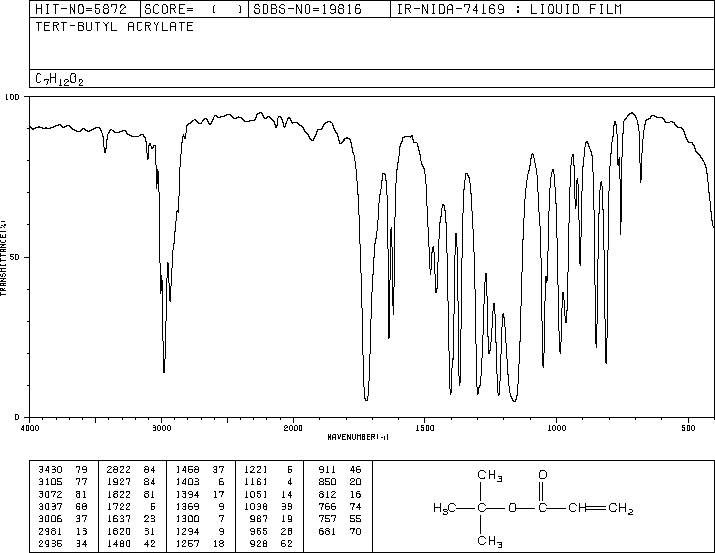 HIT-NO=5872 SCORE= ( ) SDBS-NO=19816 IR-NIDA-74169 : LIQUID FILM
TERT-BUTYL ACRYLATE
C7H12O2
100
50
0
TRANSMITTANCE(%)
4000 3000 2000 1500 1000 500
WAVENUMBER(-1)
3430 79 2822 84 1458 37 1221 6 911 46
3105 77 1927 84 1403 6 1161 4 850 20
3072 81 1822 81 1394 17 1051 14 812 16
3037 68 1722 5 1369 9 1038 39 766 74
3006 37 1637 23 1300 7 987 19 757 55
2981 13 1620 31 1294 9 965 28 681 70
2935 34 1480 42 1257 18 928 62
CH3 O
H3C C O C CH CH2
CH3